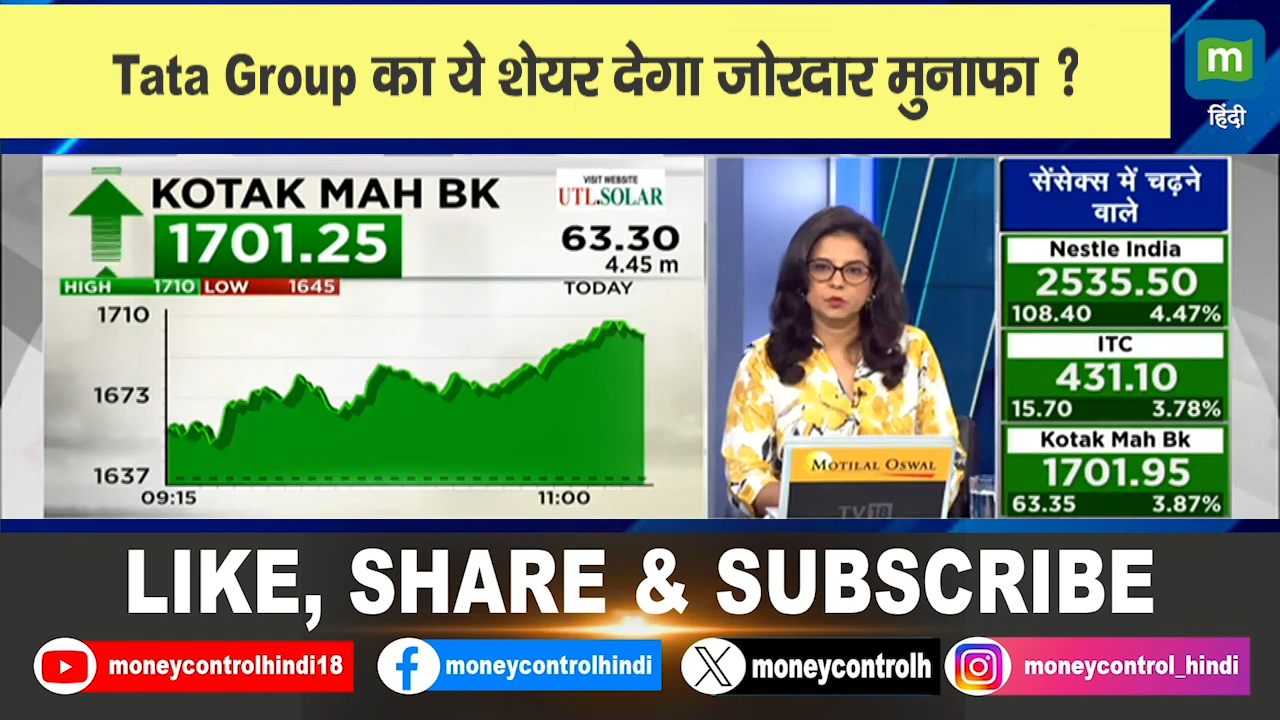 Tata Group का ये शेयर देगा जोरदार मुनाफा ?
m
हिंदी
KOTAK MAH BK
1701.25
VISIT WEBSITE
UTL SOLAR
63.30
4.45 m
TODAY
HIGH 1710 LOW 1645
1710
1673
1637
09:15 11:00
MOTILAL OSWAL
TV18
सेंसेक्स में चढ़ने
वाले
Nestle India
2535.50
108.40 4.47%
ITC
431.10
15.70 3.78%
Kotak Mah Bk
1701.95
63.35 3.87%
LIKE, SHARE & SUBSCRIBE
moneycontrolhindi18
moneycontrolhindi
moneycontrolh
moneycontrol_hindi